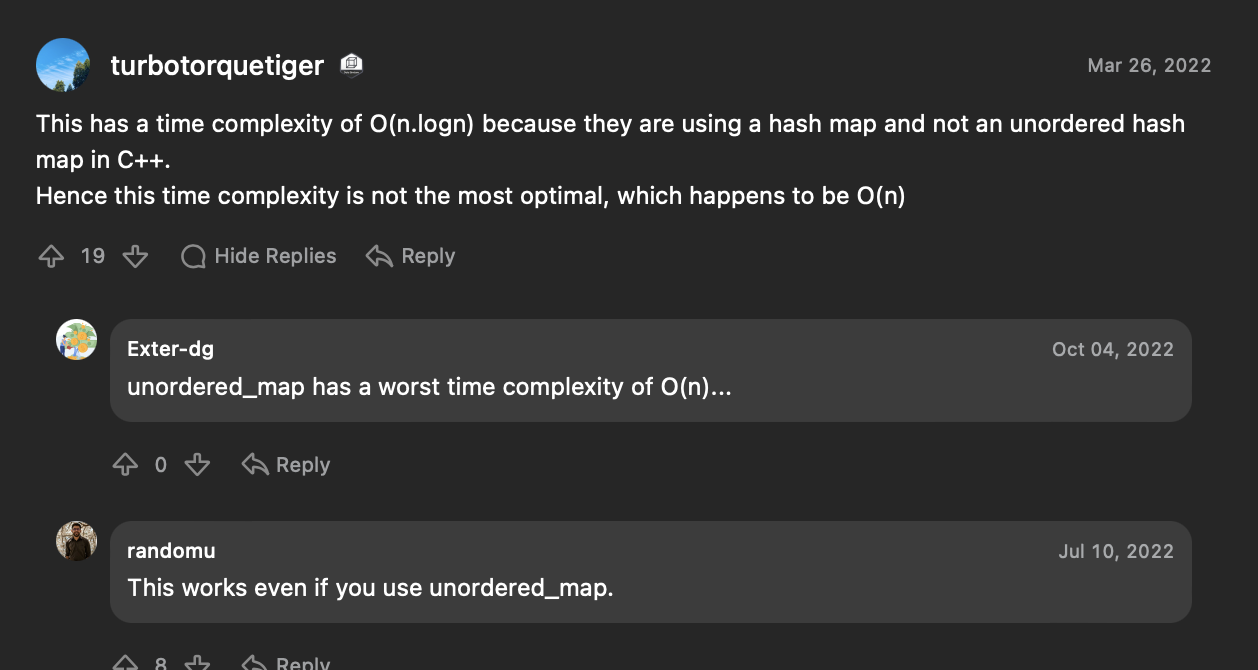 turbotorquetiger
Mar 26, 2022
This has a time complexity of O(n.logn) because they are using a hash map and not an unordered hash
map in C++.
Hence this time complexity is not the most optimal, which happens to be O(n)
19 Hide Replies Reply
Exter-dg
Oct 04, 2022
unordered_map has a worst time complexity of O(n)...
0 Reply
randomu
Jul 10, 2022
This works even if you use unordered_map.
8 Reply